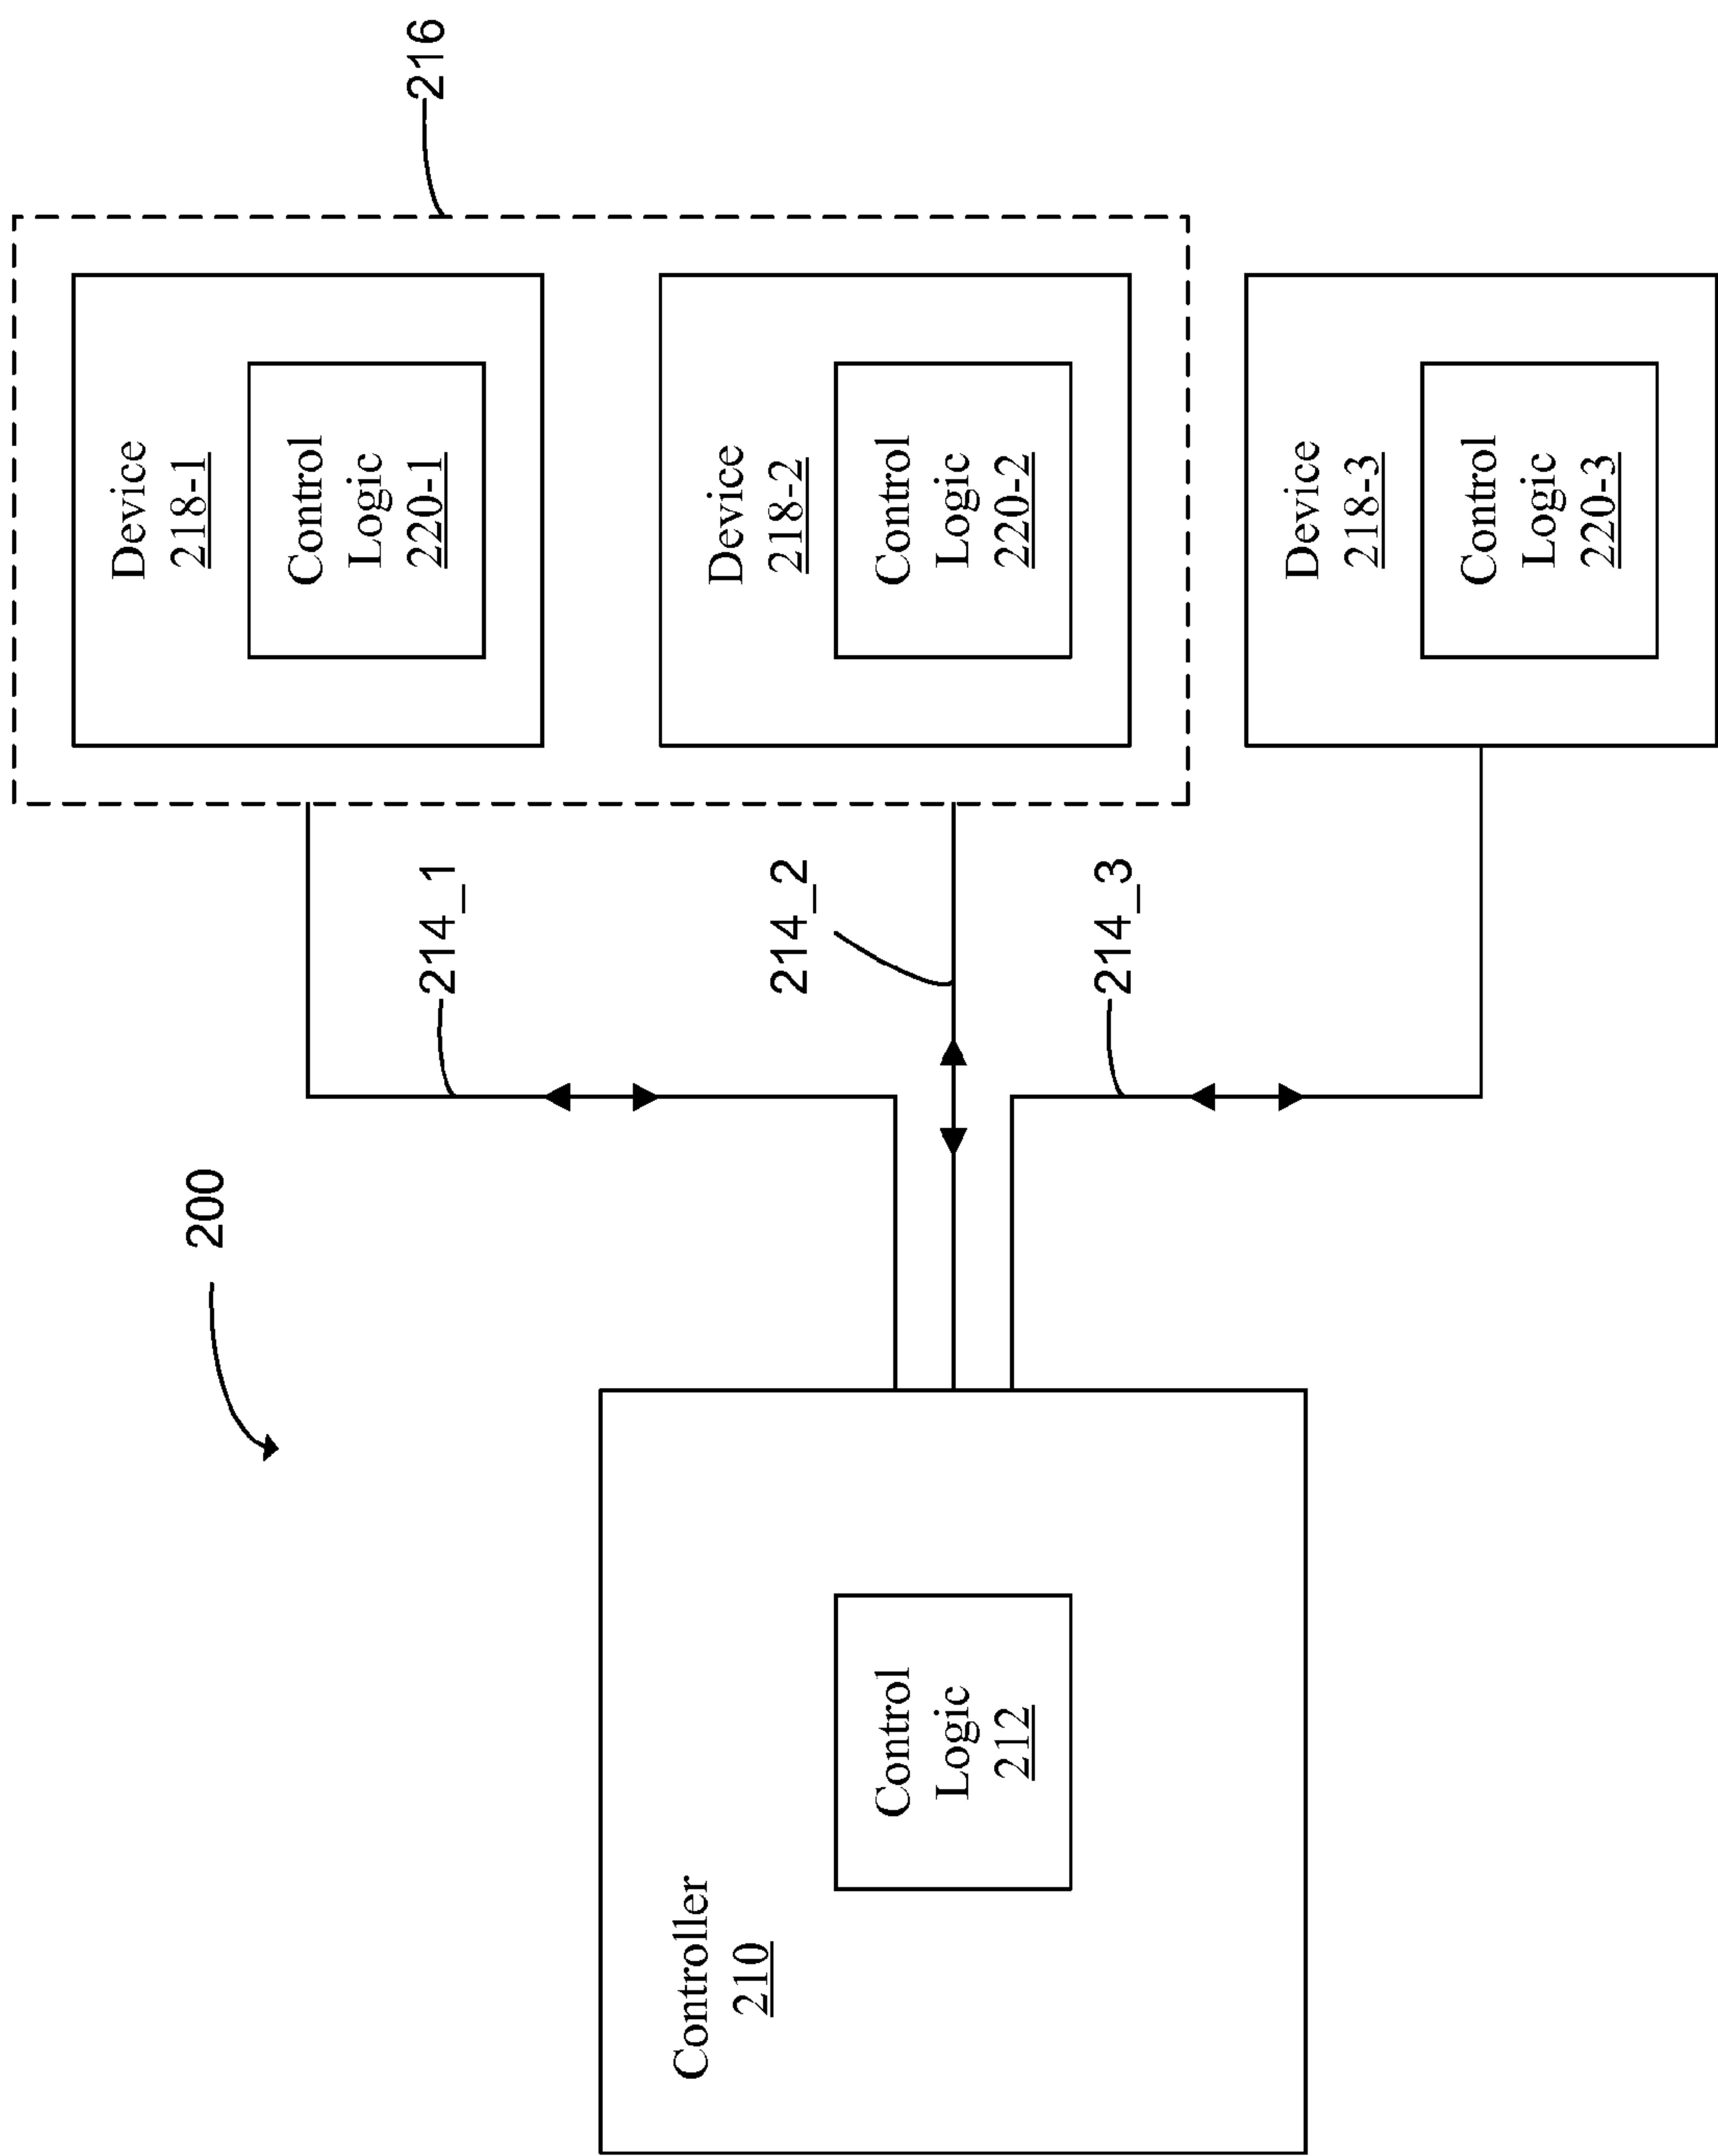 200
216
Controller
210
Control
Logic
212
214_1
214_2
214_3
Device
218-1
Control
Logic
220-1
Device
218-2
Control
Logic
220-2
Device
218-3
Control
Logic
220-3